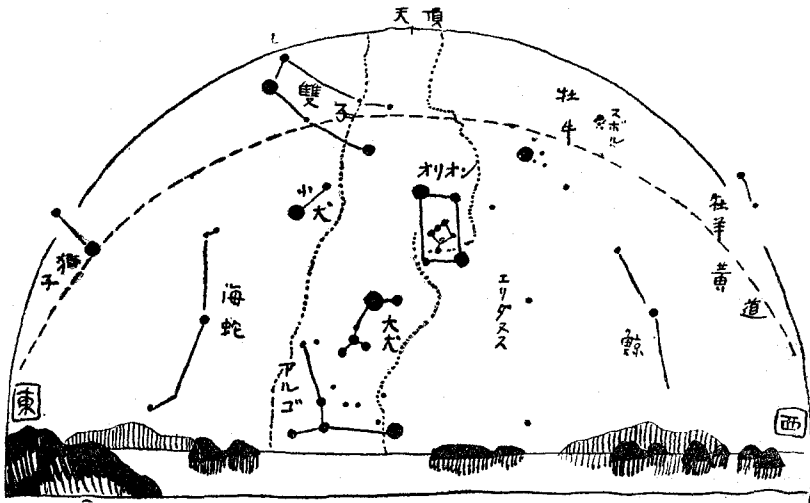 天頂
雙子
牡牛
スボル
オリオン
小犬
牡羊
黄道
獅子
海蛇
エリダヌス
鯨
大犬
アルゴ
東
西